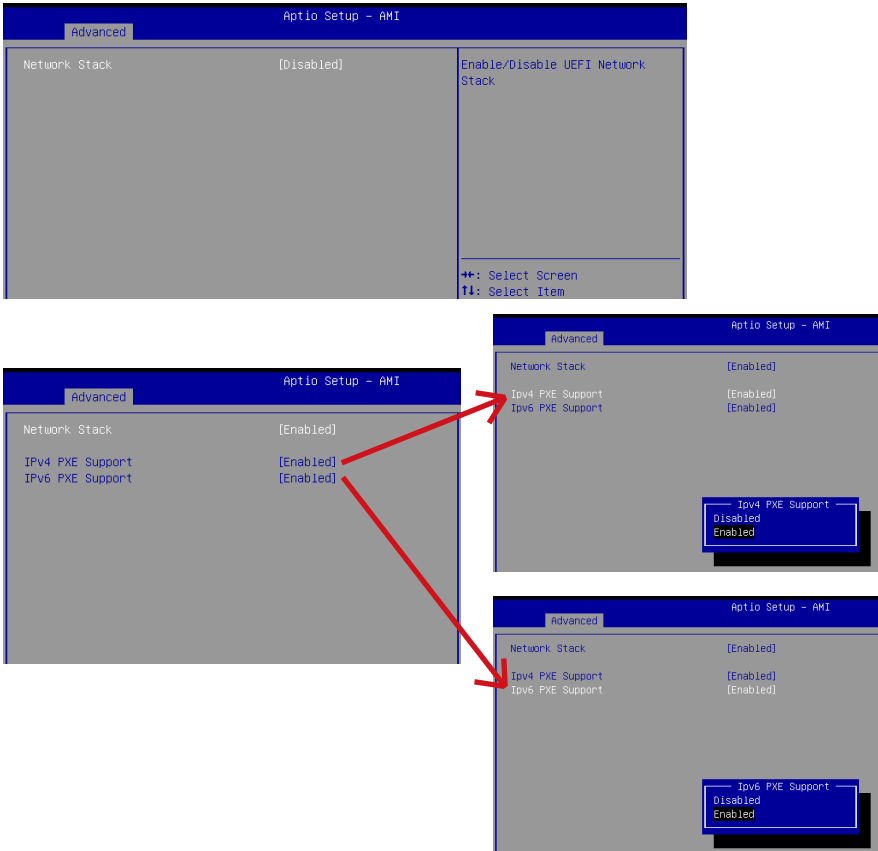 Aptio Setup – AMI
Advanced
Network Stack [Disabled]
Enable/Disable UEFI Network
Stack
→←: Select Screen
↑↓: Select Item
Aptio Setup – AMI
Advanced
Network Stack [Enabled]
IPv4 PXE Support [Enabled]
IPv6 PXE Support [Enabled]
Aptio Setup – AMI
Advanced
Network Stack [Enabled]
Ipv4 PXE Support [Enabled]
Ipv6 PXE Support [Enabled]
Ipv4 PXE Support
Disabled
Enabled
Aptio Setup – AMI
Advanced
Network Stack [Enabled]
Ipv4 PXE Support [Enabled]
Ipv6 PXE Support [Enabled]
Ipv6 PXE Support
Disabled
Enabled